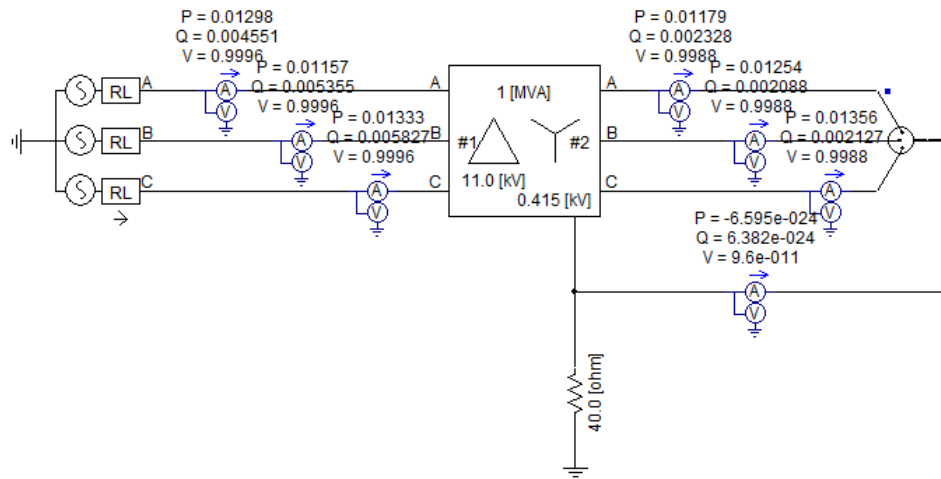 P = 0.01298
Q = 0.004551
V = 0.9996
P = 0.01157
Q = 0.005355
V = 0.9996
P = 0.01333
Q = 0.005827
V = 0.9996
P = 0.01179
Q = 0.002328
V = 0.9988
P = 0.01254
Q = 0.002088
V = 0.9988
P = 0.01356
Q = 0.002127
V = 0.9988
S
RL
A
A
V
A
1 [MVA]
A
A
V
S
RL
B
A
V
B
#1
#2
B
A
V
S
RL
C
A
V
C
11.0 [kV]
0.415 [kV]
C
A
V
P = -6.595e-024
Q = 6.382e-024
V = 9.6e-011
A
V
40.0 [ohm]